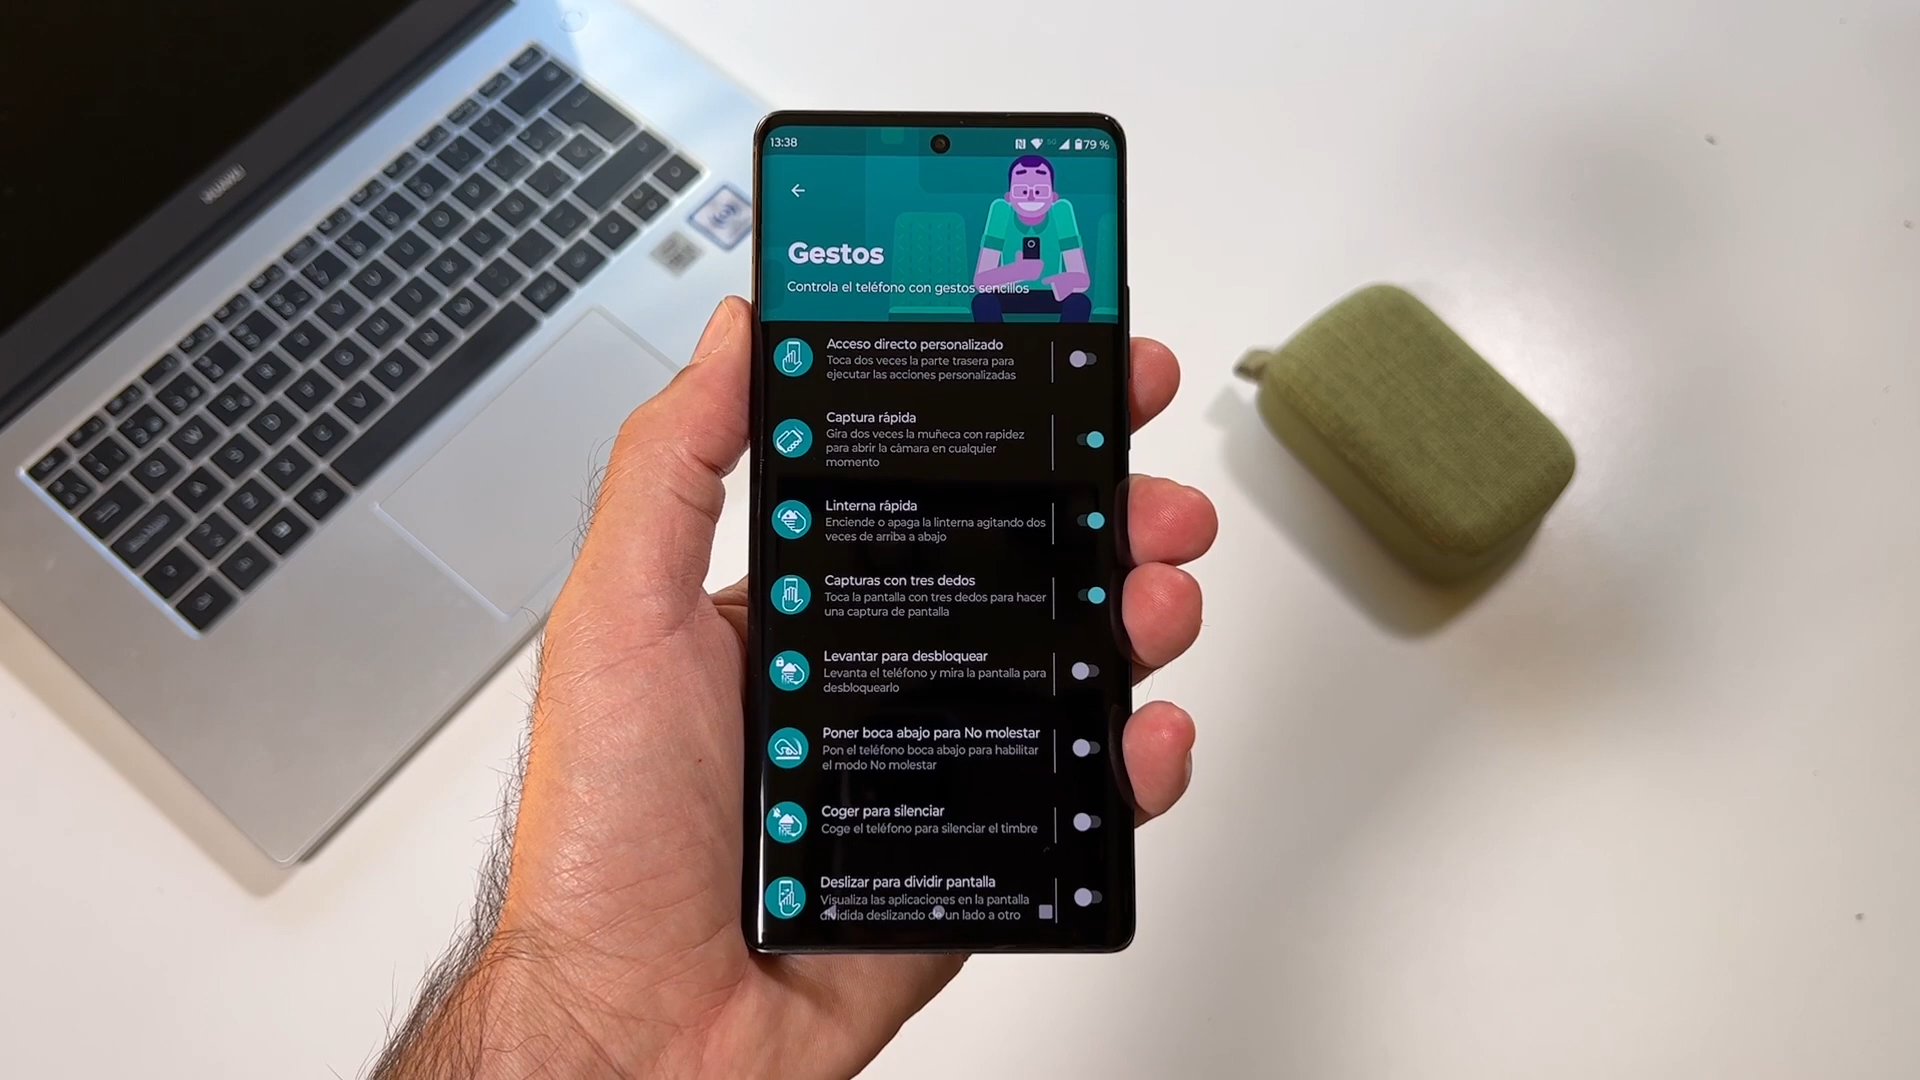 HUAWEI
13:38
5G
79 %
Gestos
Controla el teléfono con gestos sencillos
Acceso directo personalizado
Toca dos veces la parte trasera para
ejecutar las acciones personalizadas
Captura rápida
Gira dos veces la muñeca con rapidez
para abrir la cámara en cualquier
momento
Linterna rápida
Enciende o apaga la linterna agitando dos
veces de arriba a abajo
Capturas con tres dedos
Toca la pantalla con tres dedos para hacer
una captura de pantalla
Levantar para desbloquear
Levanta el teléfono y mira la pantalla para
desbloquearlo
Poner boca abajo para No molestar
Pon el teléfono boca abajo para habilitar
el modo No molestar
Coger para silenciar
Coge el teléfono para silenciar el timbre
Deslizar para dividir pantalla
Visualiza las aplicaciones en la pantalla
dividida deslizando de un lado a otro